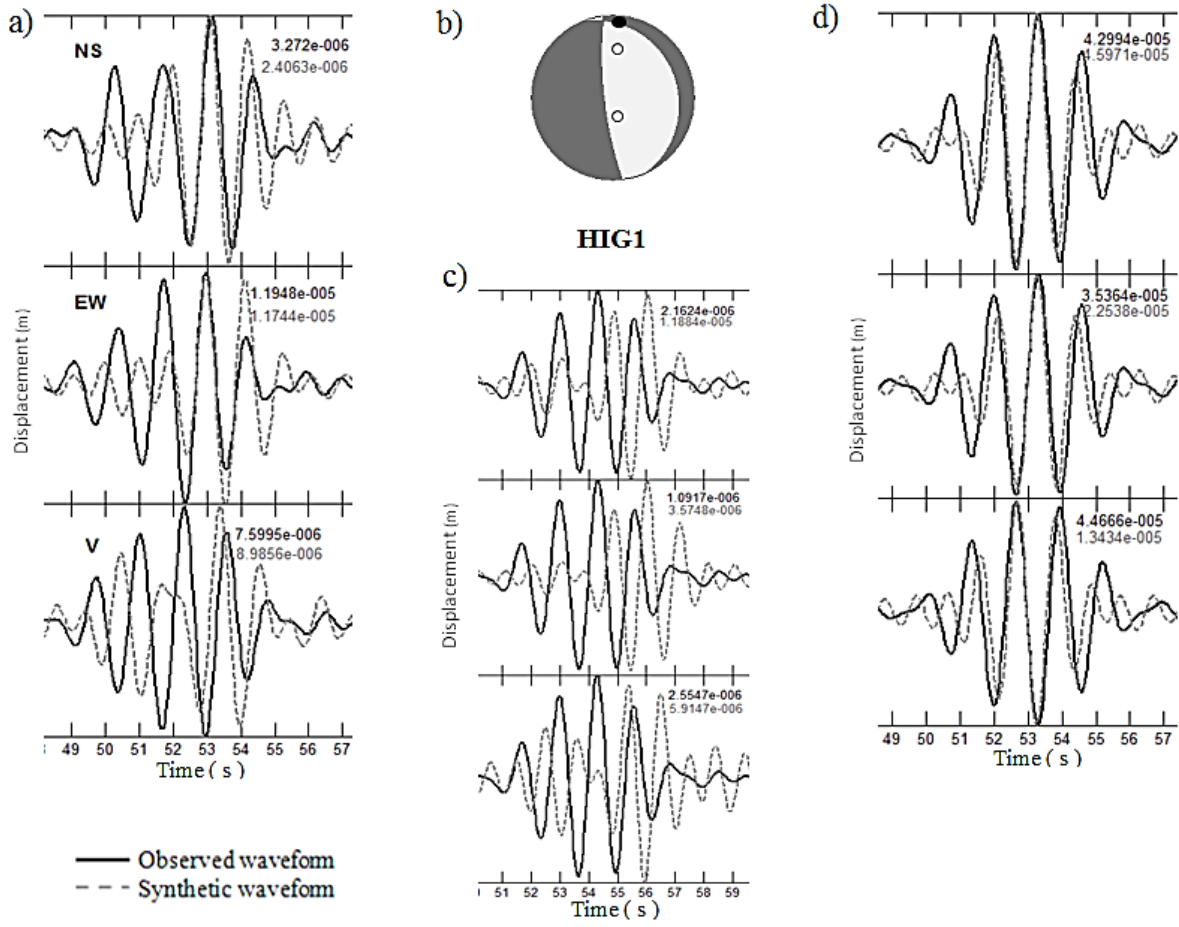 a)
NS
3.272e-006
2.4063e-006
EW
1.1948e-005
1.1744e-005
V
7.5995e-006
8.9856e-006
Displacement (m)
49 50 51 52 53 54 55 56 57
Time ( s )
Observed waveform
Synthetic waveform
b)
HIG1
c)
2.1624e-006
1.1884e-005
1.0917e-006
3.5748e-006
2.5547e-006
5.9147e-006
Displacement (m)
51 52 53 54 55 56 57 58 59
Time ( s )
d)
4.2994e-005
4.5971e-005
3.5364e-005
2.2538e-005
4.4666e-005
1.3434e-005
Displacement (m)
49 50 51 52 53 54 55 56 57
Time ( s )